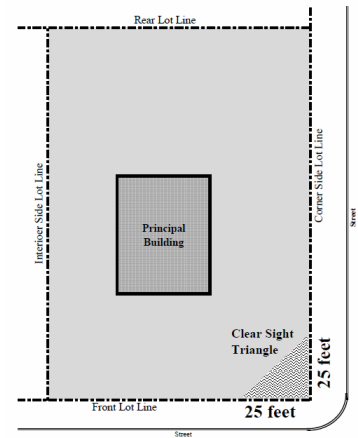 Rear Lot Line
Interioer Side Lot Line
Corner Side Lot Line
Street
Principal
Building
Clear Sight
Triangle
25 feet
Front Lot Line
25 feet
Street